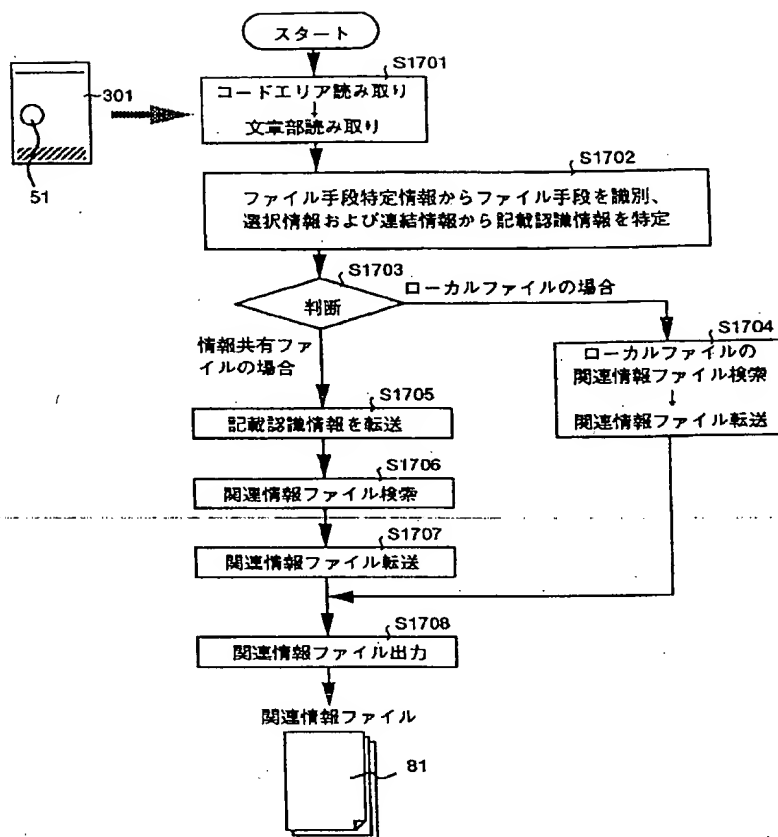 スタート
S1701
コードエリア読み取り
↓
文章部読み取り
301
51
S1702
ファイル手段特定情報からファイル手段を識別、
選択情報および連結情報から記載認識情報を特定
S1703
判断
ローカルファイルの場合
情報共有ファ
イルの場合
S1704
ローカルファイルの
関連情報ファイル検索
↓
関連情報ファイル転送
S1705
記載認識情報を転送
S1706
関連情報ファイル検索
S1707
関連情報ファイル転送
S1708
関連情報ファイル出力
関連情報ファイル
81